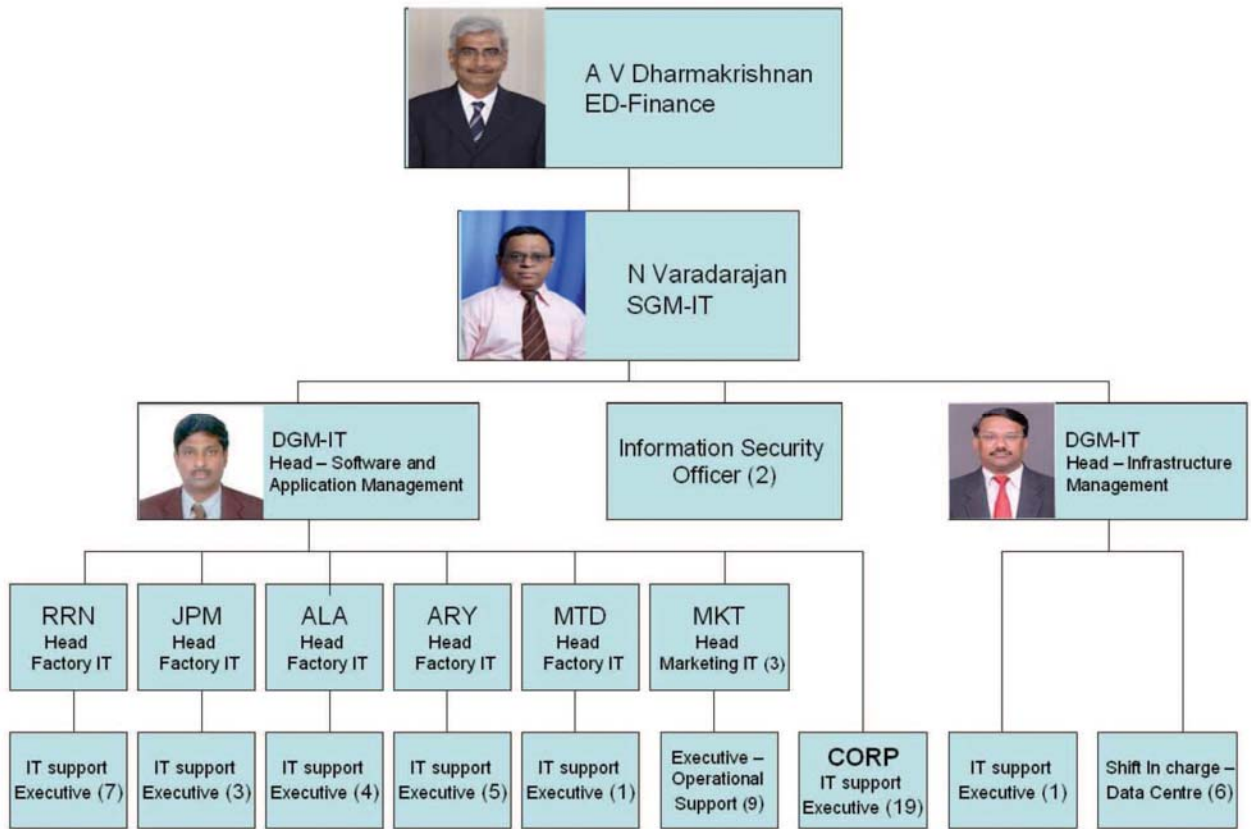 A V Dharmakrishnan
ED-Finance
N Varadarajan
SGM-IT
DGM-IT
Head – Software and
Application Management
Information Security
Officer (2)
DGM-IT
Head – Infrastructure
Management
RRN
Head
Factory IT
JPM
Head
Factory IT
ALA
Head
Factory IT
ARY
Head
Factory IT
MTD
Head
Factory IT
MKT
Head
Marketing IT (3)
IT support
Executive (7)
IT support
Executive (3)
IT support
Executive (4)
IT support
Executive (5)
IT support
Executive (1)
Executive –
Operational
Support (9)
CORP
IT support
Executive (19)
IT support
Executive (1)
Shift In charge –
Data Centre (6)